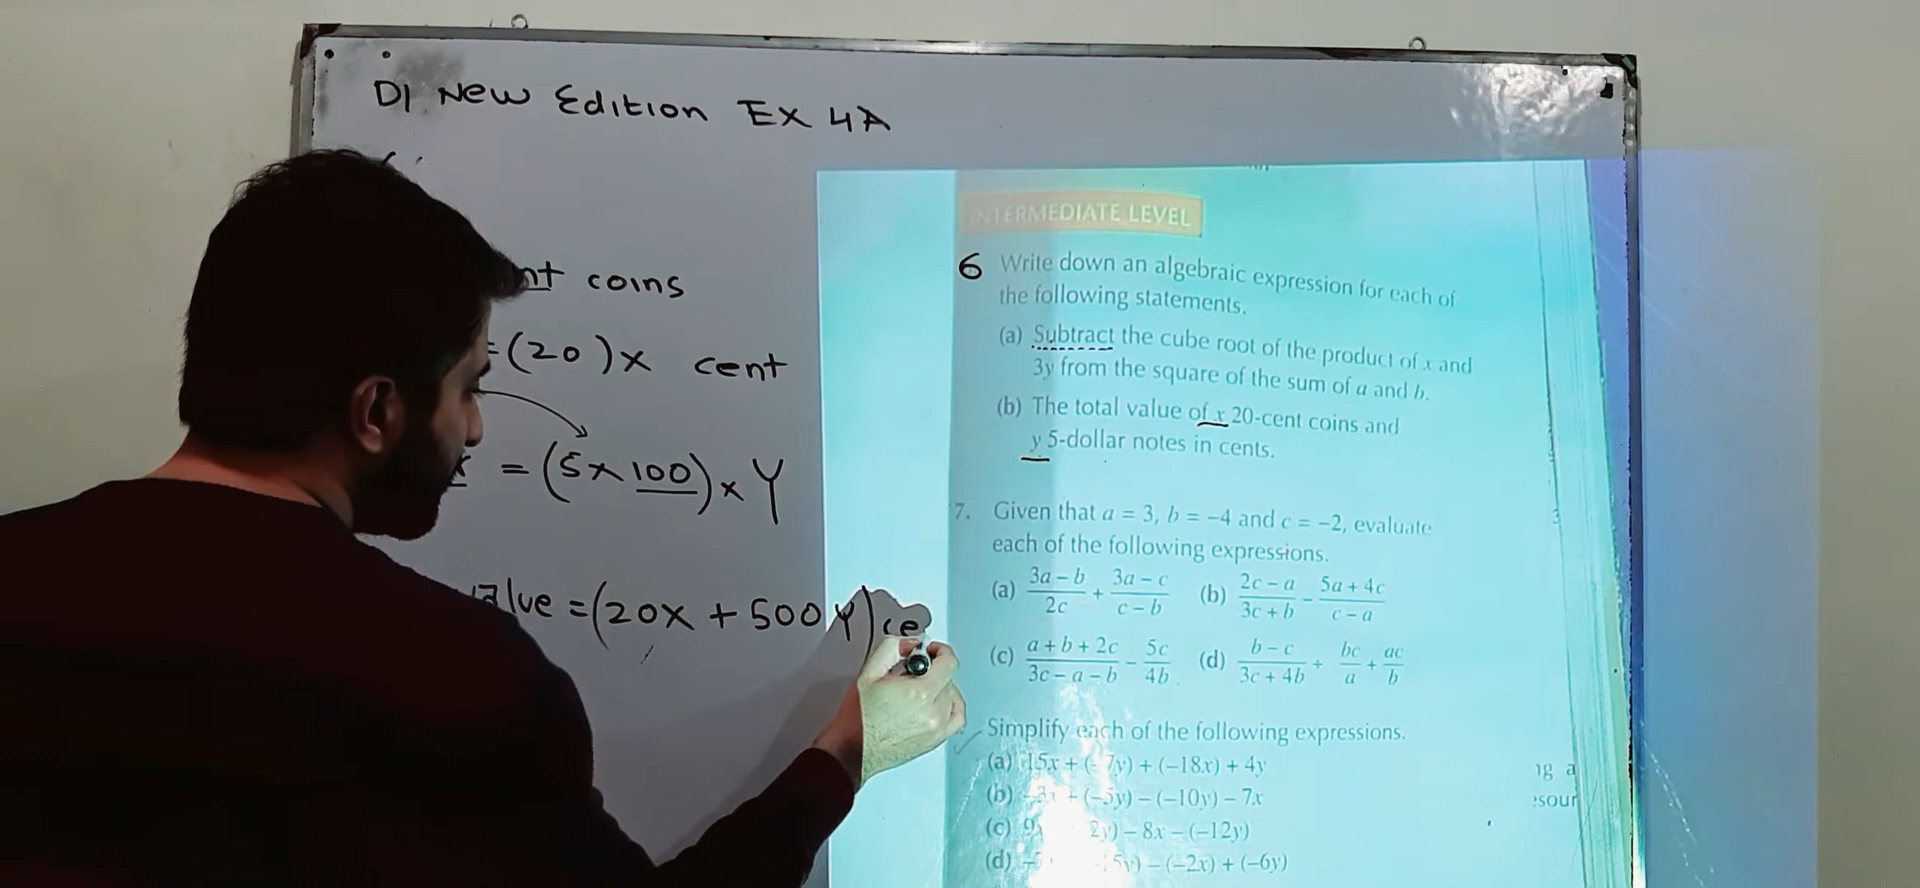 D1 New Edition EX 4A
coins
=(20)x cent
= (5x100)xY
value =(20x + 500Y)ce
INTERMEDIATE LEVEL
6 Write down an algebraic expression for each of
the following statements.
(a) Subtract the cube root of the product of x and
3y from the square of the sum of a and b.
(b) The total value of x 20-cent coins and
y 5-dollar notes in cents.
7. Given that a = 3, b = −4 and c = −2, evaluate
each of the following expressions.
(a) 3a − b / 2c + 3a − c / c − b (b) 2c − a / 3c + b − 5a + 4c / c − a
(c) a + b + 2c / 3c − a − b − 5c / 4b (d) b − c / 3c + 4b + bc / a + ac / b
Simplify each of the following expressions.
(a) 15x + (−7y) + (−18x) + 4y
(b) −3x + (−5y) − (−10y) − 7x
(c) 2y) − 8x − (−12y)
(d) 5y) − (−2x) + (−6y)